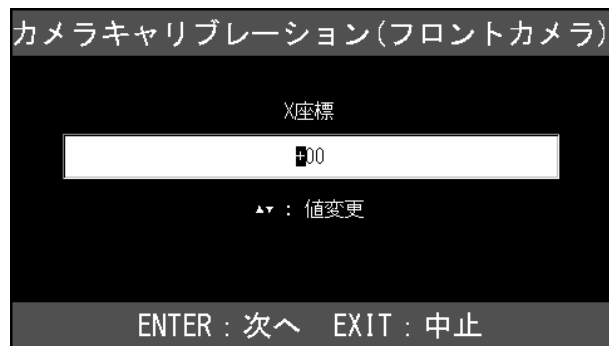 カメラキャリブレーション(フロントカメラ)
X座標
+00
▲▼ : 値変更
ENTER : 次へ EXIT : 中止